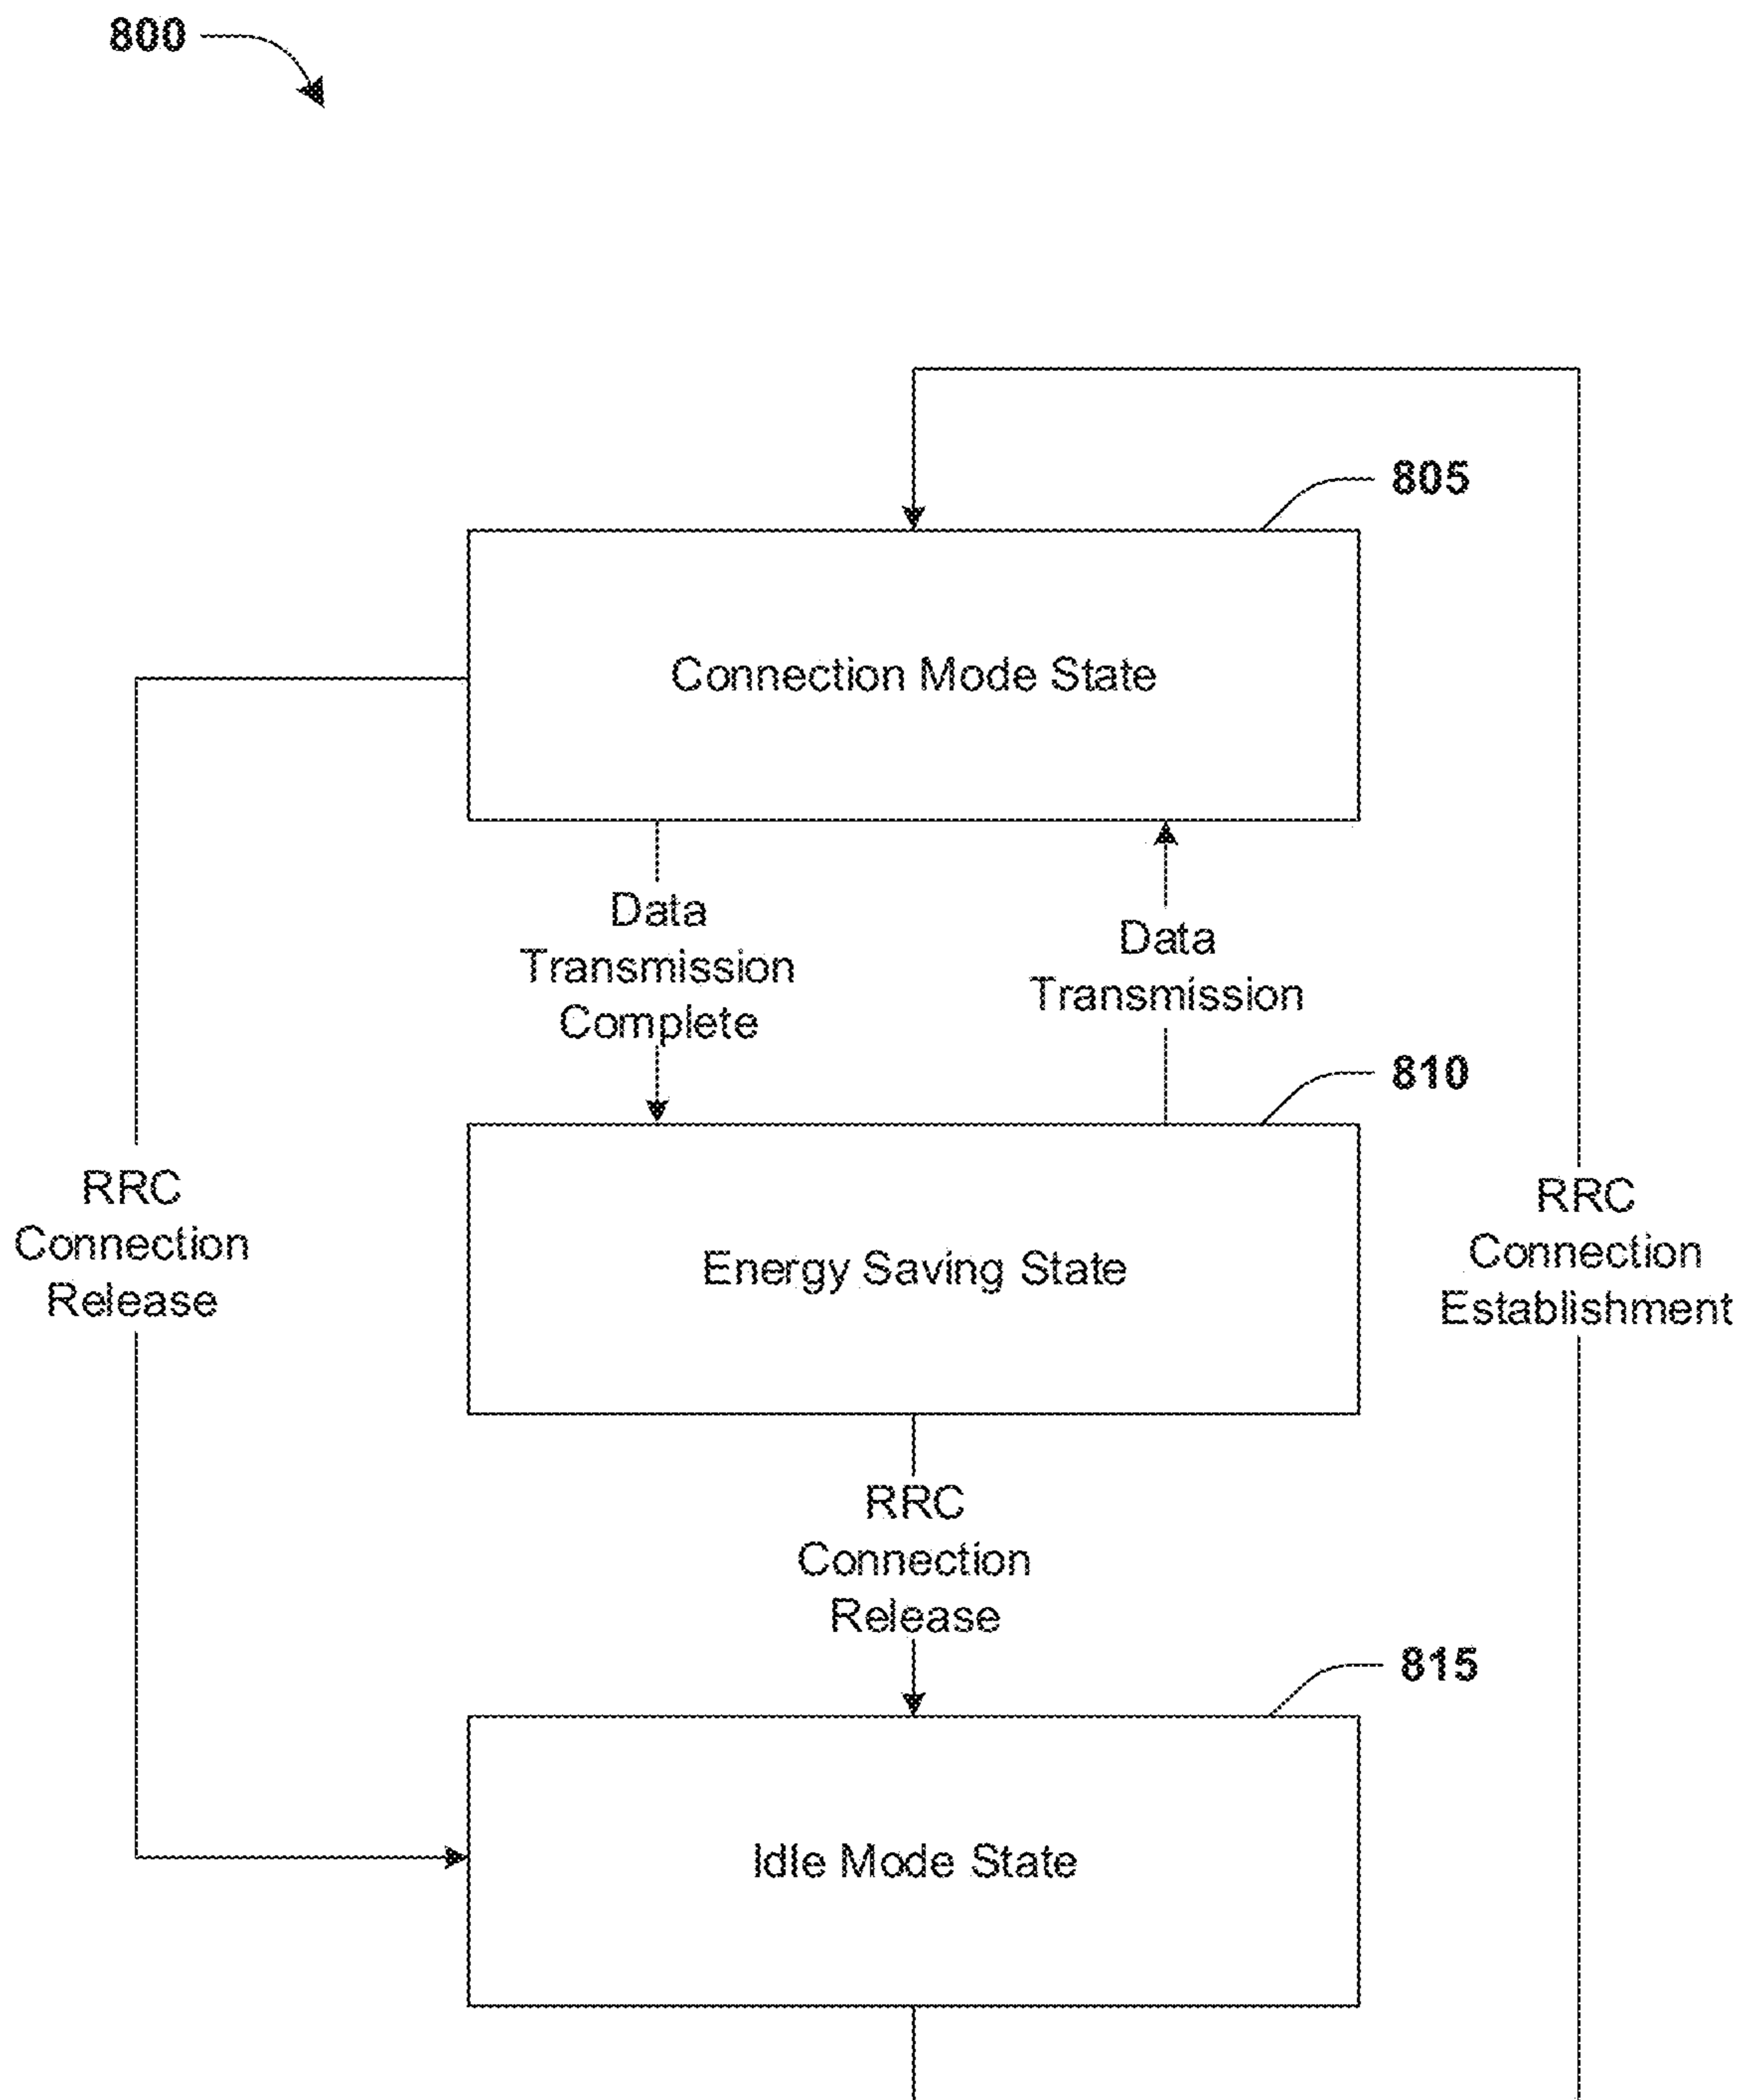 800
805
Connection Mode State
Data
Transmission
Complete
Data
Transmission
810
RRC
Connection
Release
Energy Saving State
RRC
Connection
Establishment
RRC
Connection
Release
815
Idle Mode State